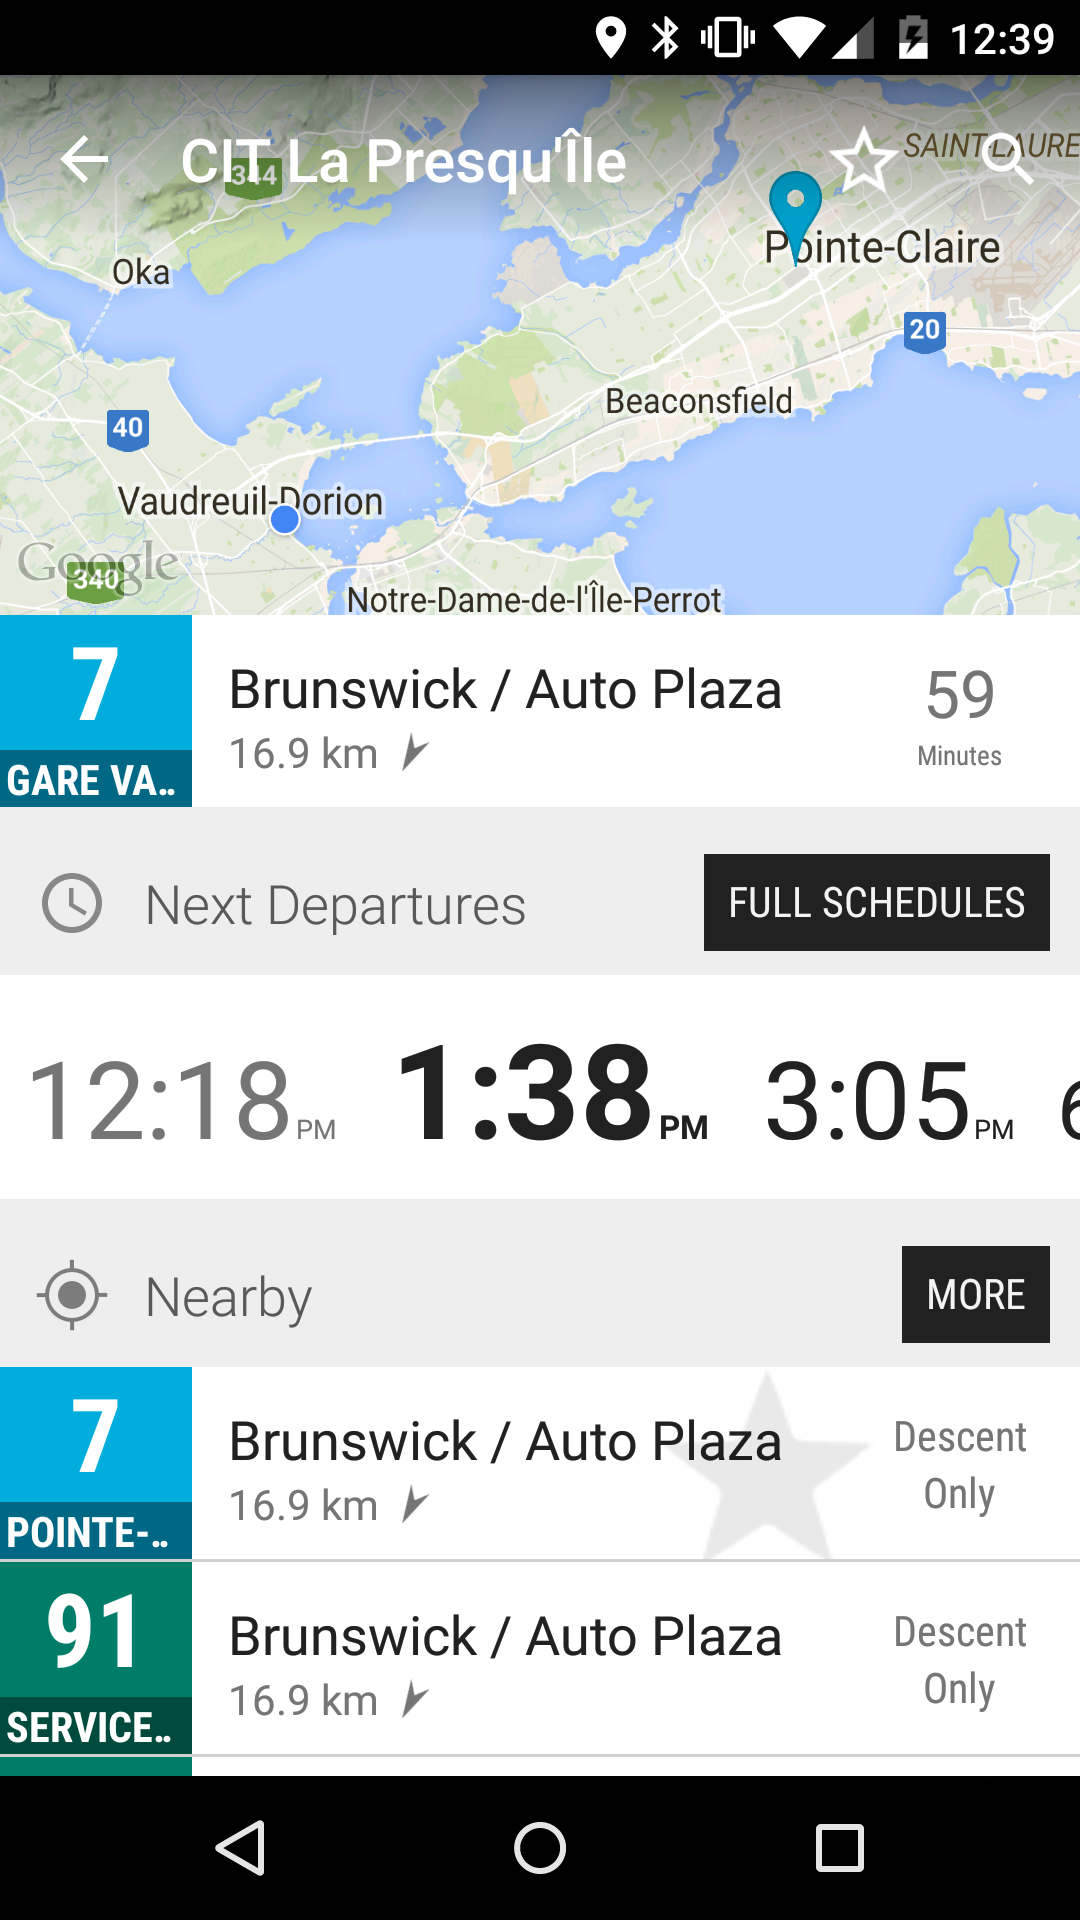 12:39
CIT La Presqu'Île
344
SAINT-LAURE
Pointe-Claire
Oka
20
Beaconsfield
40
Vaudreuil-Dorion
Google
340
Notre-Dame-de-l'Île-Perrot
7
GARE VA..
Brunswick / Auto Plaza
16.9 km
59
Minutes
Next Departures
FULL SCHEDULES
12:18 PM
1:38 PM
3:05 PM
6
Nearby
MORE
7
POINTE-..
Brunswick / Auto Plaza
16.9 km
Descent
Only
91
SERVICE..
Brunswick / Auto Plaza
16.9 km
Descent
Only